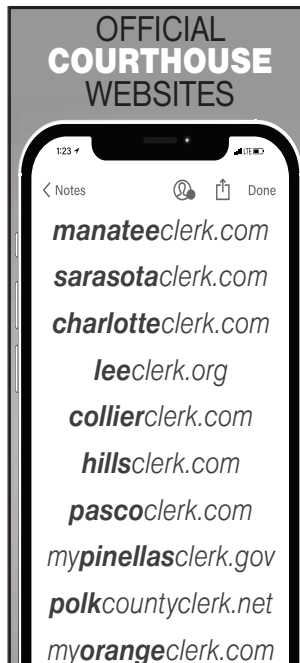 OFFICIAL
COURTHOUSE
WEBSITES
1:23
LTE
Notes
Done
manateeclerk.com
sarasotaclerk.com
charlotteclerk.com
leeclerk.org
collierclerk.com
hillsclerk.com
pascoclerk.com
mypinellasclerk.gov
polkcountyclerk.net
myorangeclerk.com